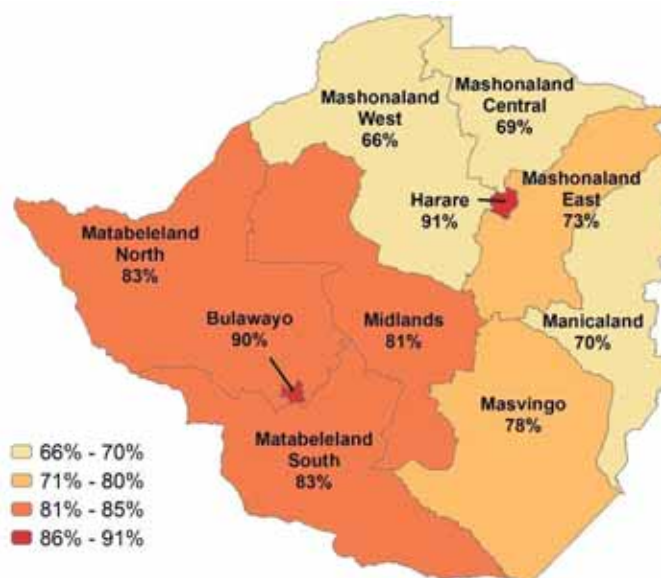 Mashonaland
West
66%
Mashonaland
Central
69%
Harare
91%
Mashonaland
East
73%
Matabeleland
North
83%
Bulawayo
90%
Midlands
81%
Manicaland
70%
Masvingo
78%
Matabeleland
South
83%
66% - 70%
71% - 80%
81% - 85%
86% - 91%